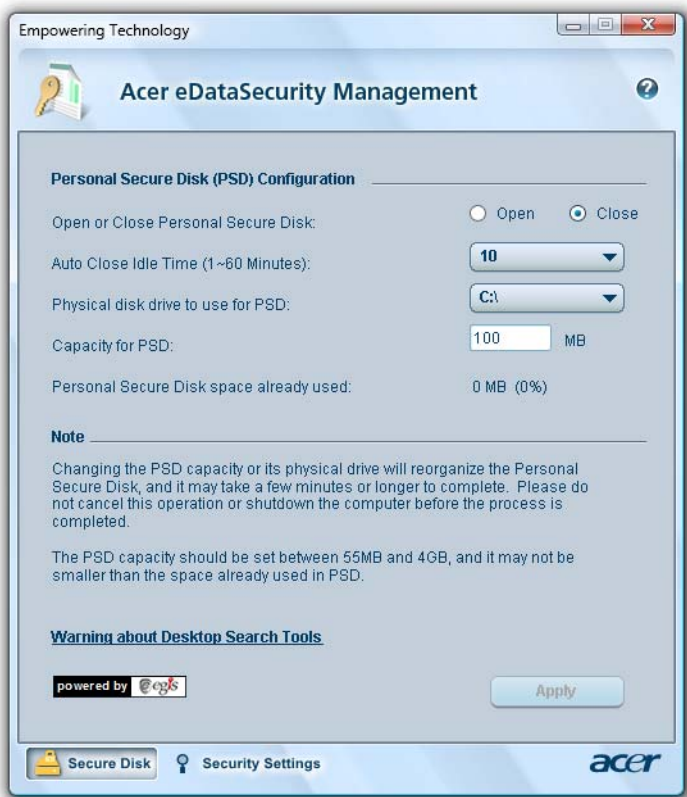 Empowering Technology
Acer eDataSecurity Management
Personal Secure Disk (PSD) Configuration
Open or Close Personal Secure Disk: Open Close
Auto Close Idle Time (1~60 Minutes): 10
Physical disk drive to use for PSD: C:\
Capacity for PSD: 100 MB
Personal Secure Disk space already used: 0 MB (0%)
Note
Changing the PSD capacity or its physical drive will reorganize the Personal
Secure Disk, and it may take a few minutes or longer to complete. Please do
not cancel this operation or shutdown the computer before the process is
completed.
The PSD capacity should be set between 55MB and 4GB, and it may not be
smaller than the space already used in PSD.
Warning about Desktop Search Tools
powered by egis
Apply
Secure Disk Security Settings acer